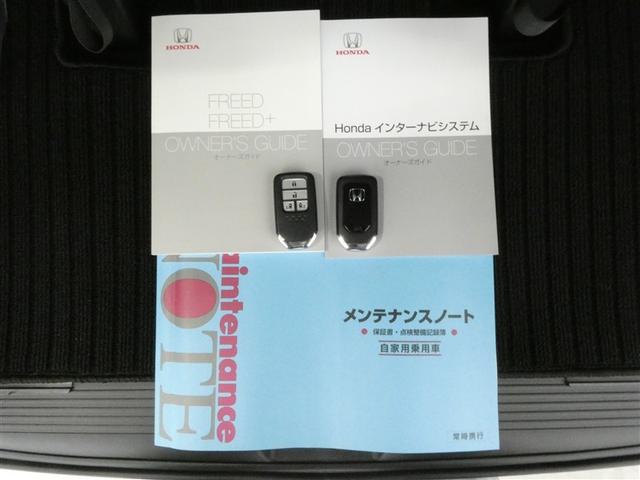 HONDA
FREED
FREED+
OWNER'S GUIDE
オーナーズガイド
HONDA
Honda インターナビシステム
OWNER'S GUIDE
オーナーズガイド
Maintenance
NOTE
メンテナンスノート
● 保証書・点検整備記録簿 ●
自家用乗用車
常時携行